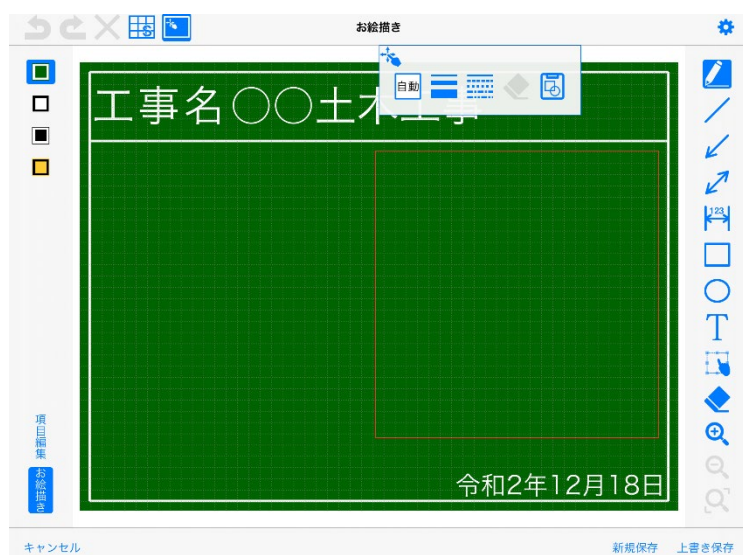 お絵描き
自動
工事名○○土木工事
123
T
項目編集
お絵描き
令和2年12月18日
キャンセル
新規保存
上書き保存